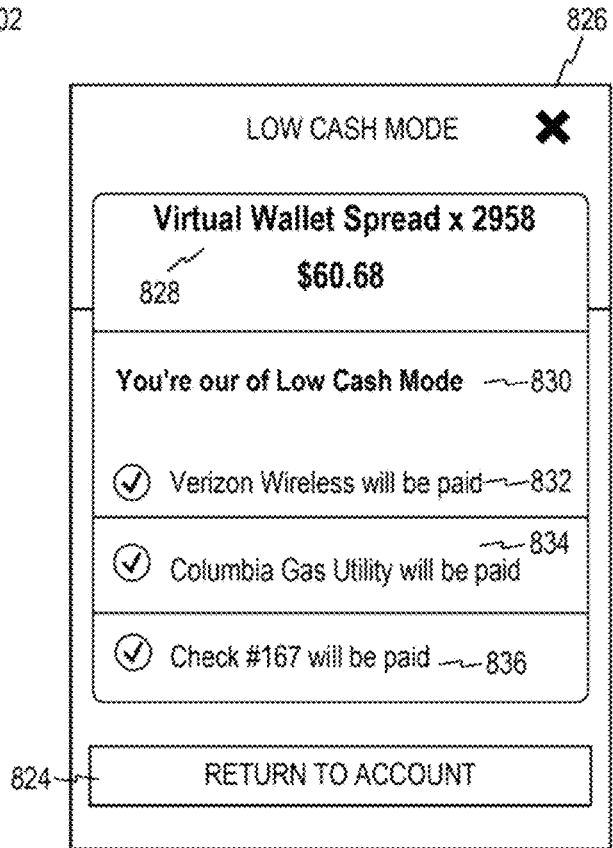 02
826
LOW CASH MODE
Virtual Wallet Spread x 2958
828
$60.68
You're our of Low Cash Mode 830
Verizon Wireless will be paid 832
834
Columbia Gas Utility will be paid
Check #167 will be paid 836
824 RETURN TO ACCOUNT